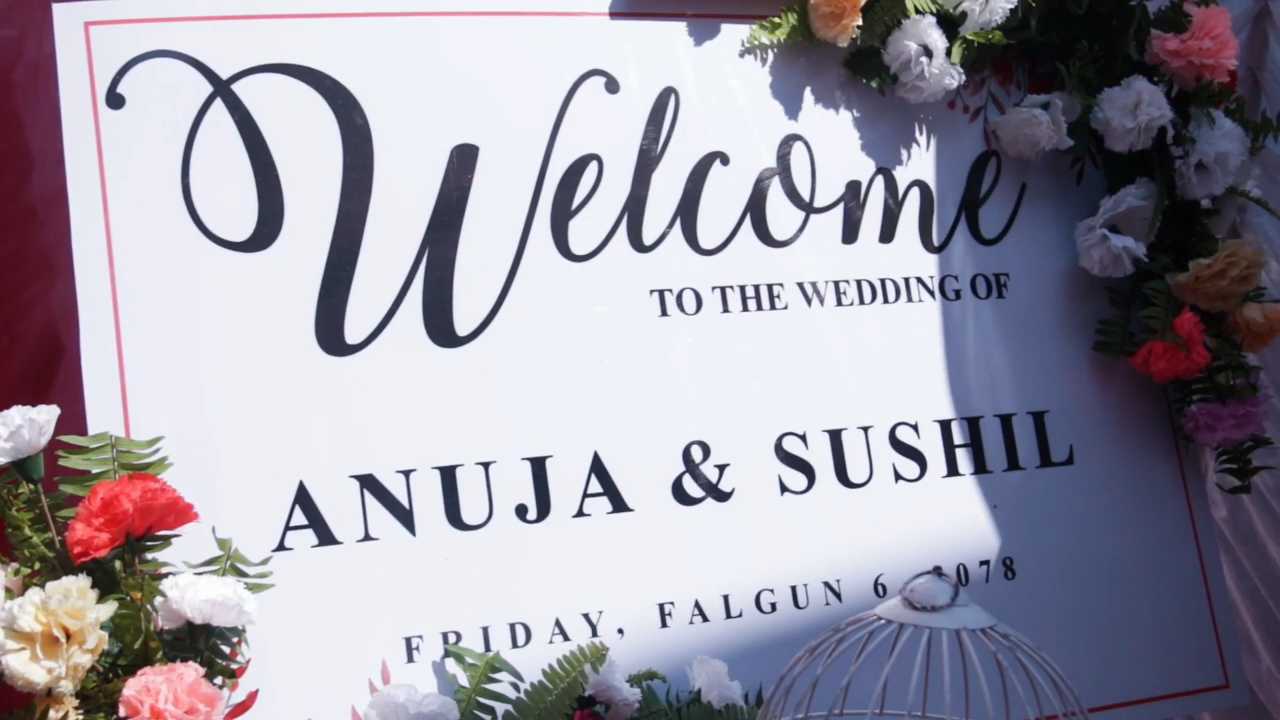 Welcome
TO THE WEDDING OF
ANUJA & SUSHIL
FRIDAY, FALGUN 6